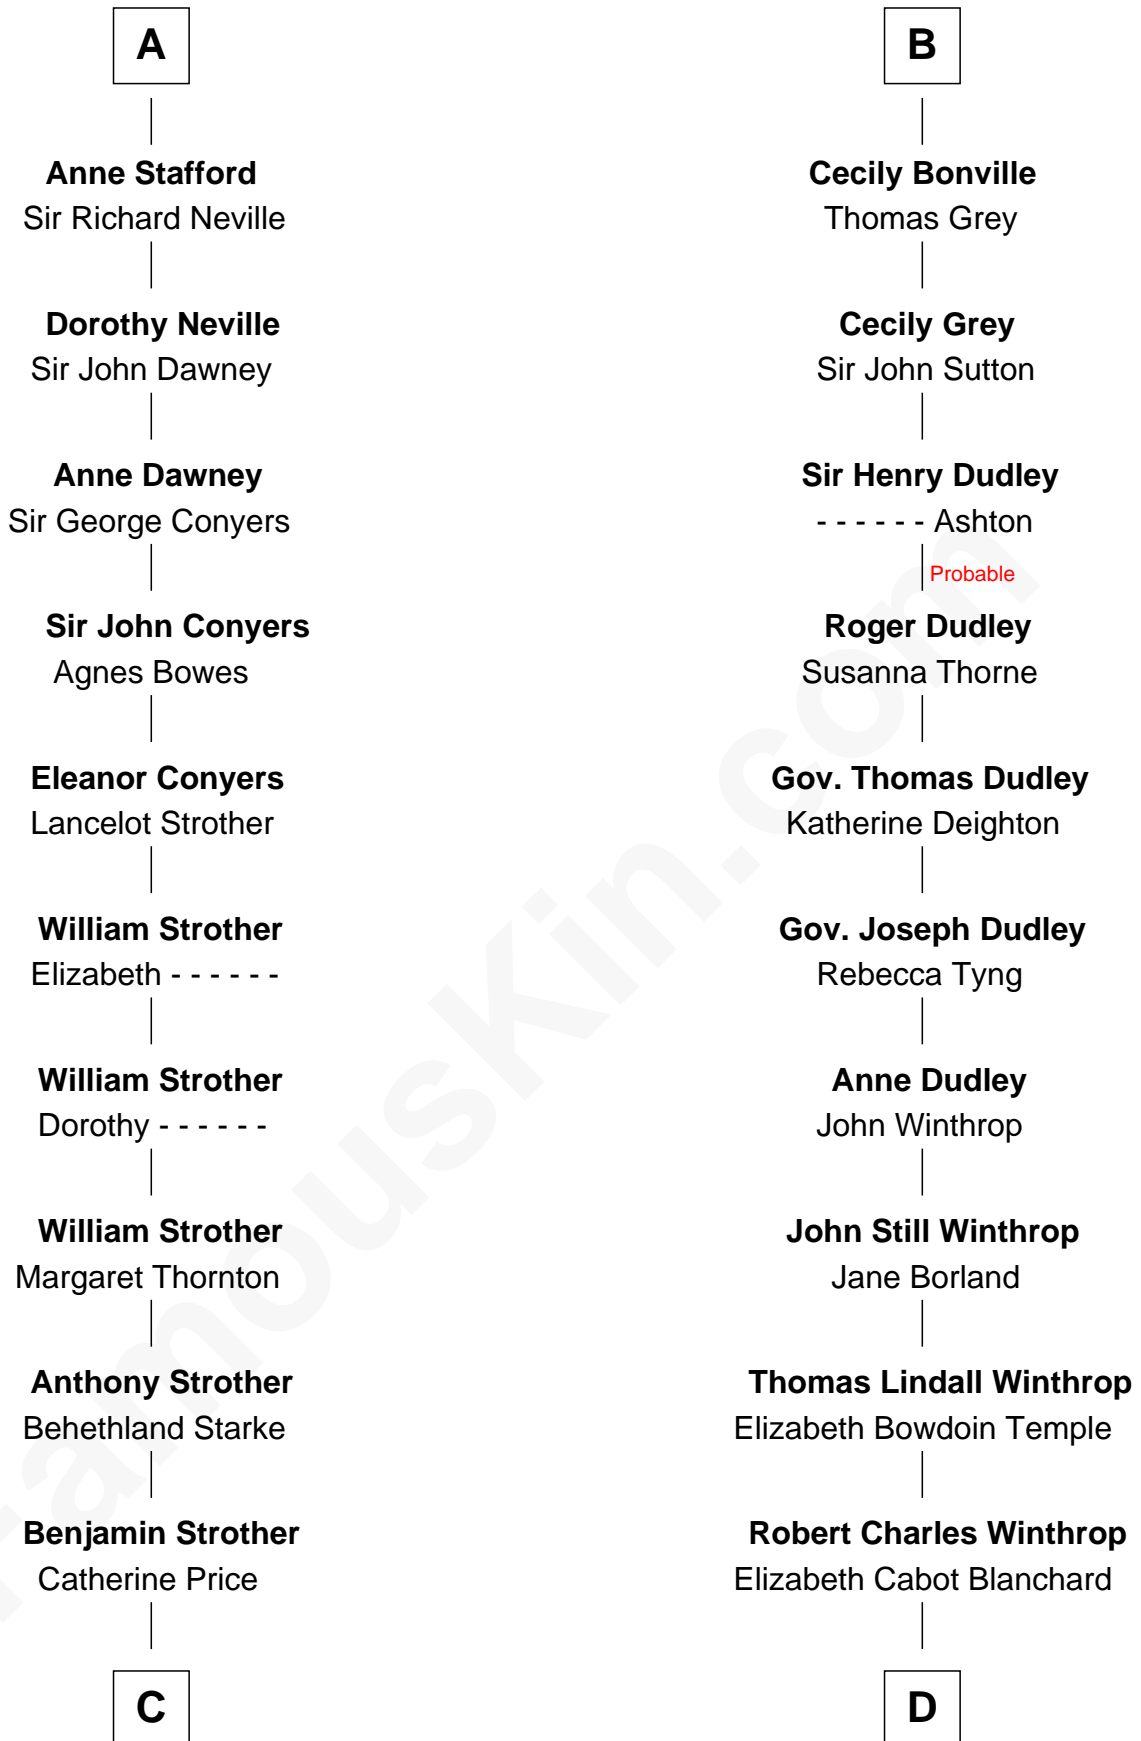 A
Anne Stafford
Sir Richard Neville
Dorothy Neville
Sir John Dawney
Anne Dawney
Sir George Conyers
Sir John Conyers
Agnes Bowes
Eleanor Conyers
Lancelot Strother
William Strother
Elizabeth - - - - - -
William Strother
Dorothy - - - - - -
William Strother
Margaret Thornton
Anthony Strother
Behethland Starke
Benjamin Strother
Catherine Price
C
B
Cecily Bonville
Thomas Grey
Cecily Grey
Sir John Sutton
Sir Henry Dudley
- - - - - - Ashton
Probable
Roger Dudley
Susanna Thorne
Gov. Thomas Dudley
Katherine Deighton
Gov. Joseph Dudley
Rebecca Tyng
Anne Dudley
John Winthrop
John Still Winthrop
Jane Borland
Thomas Lindall Winthrop
Elizabeth Bowdoin Temple
Robert Charles Winthrop
Elizabeth Cabot Blanchard
D
FamousKin.com